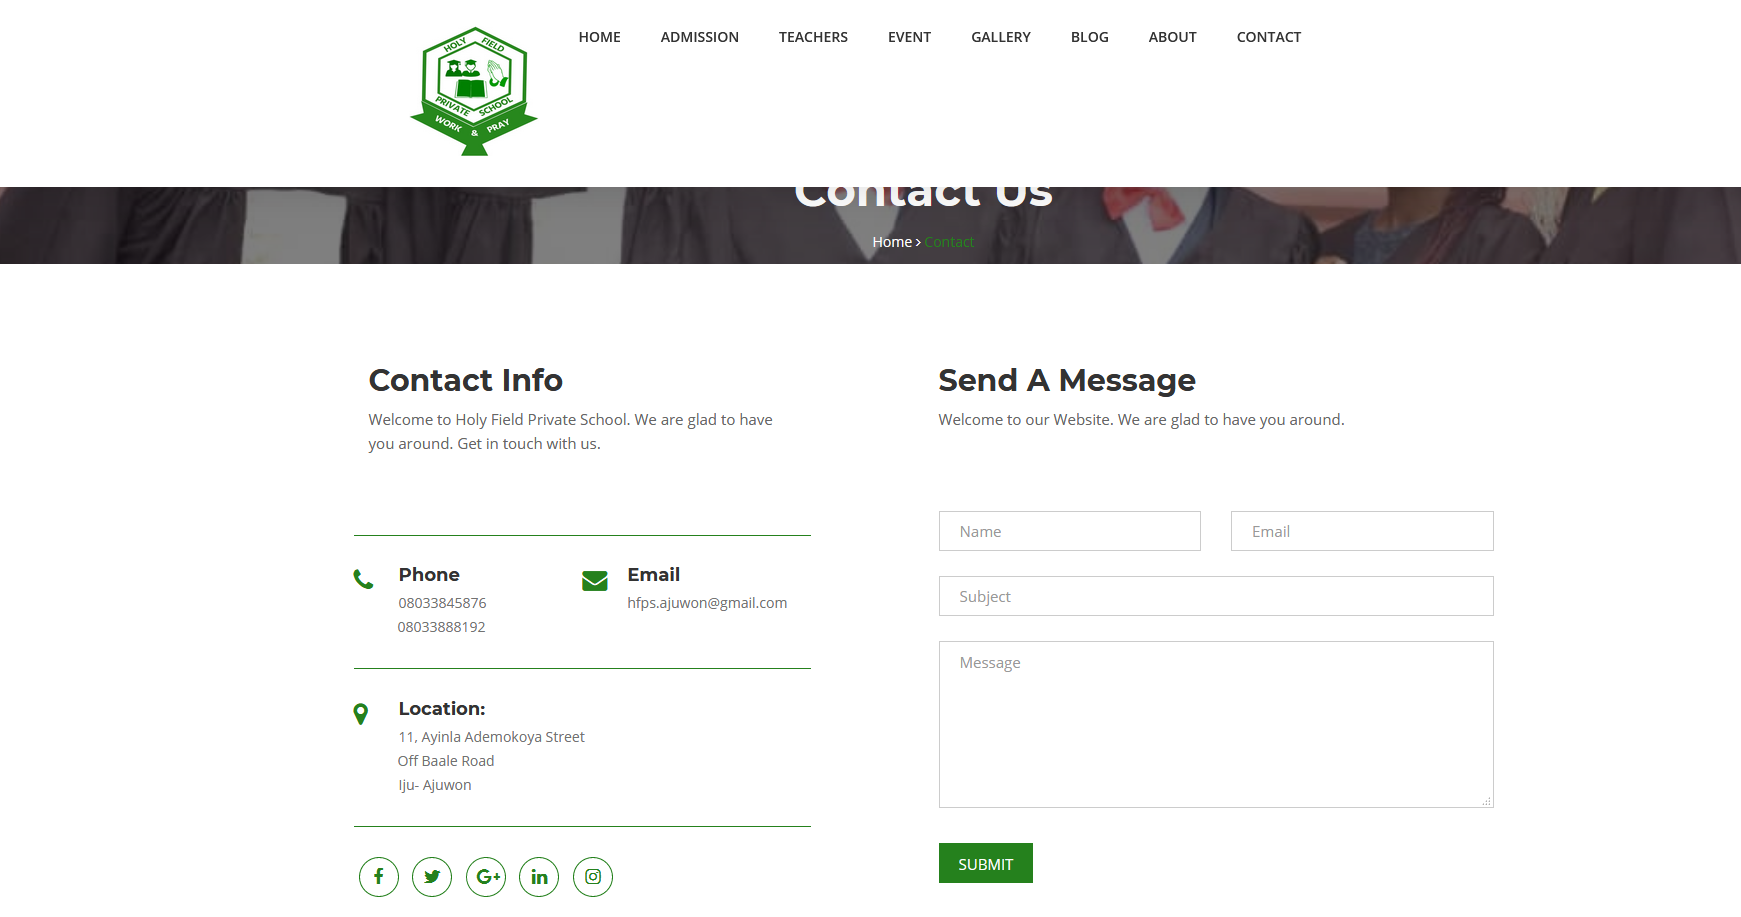 HOLY FIELD
PRIVATE SCHOOL
WORK & PRAY
HOME ADMISSION TEACHERS EVENT GALLERY BLOG ABOUT CONTACT
Contact Us
Home > Contact
Contact Info
Welcome to Holy Field Private School. We are glad to have
you around. Get in touch with us.
Phone
08033845876
08033888192
Email
hfps.ajuwon@gmail.com
Location:
11, Ayinla Ademokoya Street
Off Baale Road
Iju- Ajuwon
Send A Message
Welcome to our Website. We are glad to have you around.
Name
Email
Subject
Message
SUBMIT